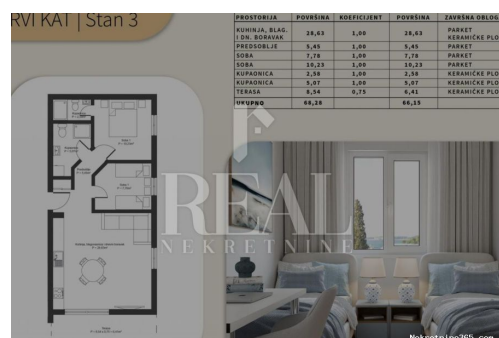 RVI KAT | Stan 3
PROSTORIJA POVRŠINA KOEFICIJENT POVRŠINA ZAVRŠNA OBLOG
KUHINJA, BLAG. I DN. BORAVAK 28,63 1,00 28,63 PARKET KERAMIČKE PLO
PREDSOBLJE 5,45 1,00 5,45 PARKET
SOBA 7,78 1,00 7,78 PARKET
SOBA 10,23 1,00 10,23 PARKET
KUPAONICA 2,58 1,00 2,58 KERAMIČKE PLO
KUPAONICA 5,07 1,00 5,07 KERAMIČKE PLO
TERASA 8,54 0,75 6,41 KERAMIČKE PLO
UKUPNO 68,28 66,15
REAL
NEKRETNINE
Nekretnine365.com